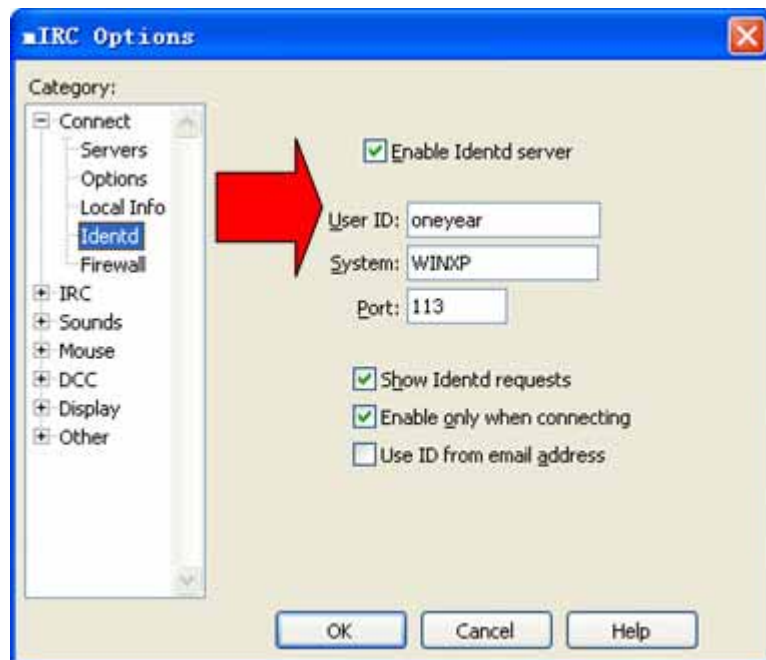 mIRC Options
Category:
Connect
Servers
Options
Local Info
Identd
Firewall
IRC
Sounds
Mouse
DCC
Display
Other
Enable Identd server
User ID: oneyear
System: WINXP
Port: 113
Show Identd requests
Enable only when connecting
Use ID from email address
OK
Cancel
Help